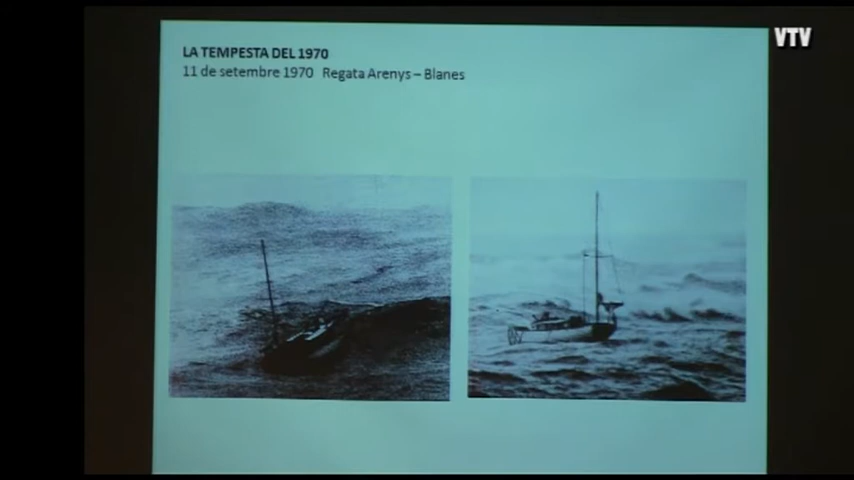 VTV
LA TEMPESTA DEL 1970
11 de setembre 1970 Regata Arenys – Blanes